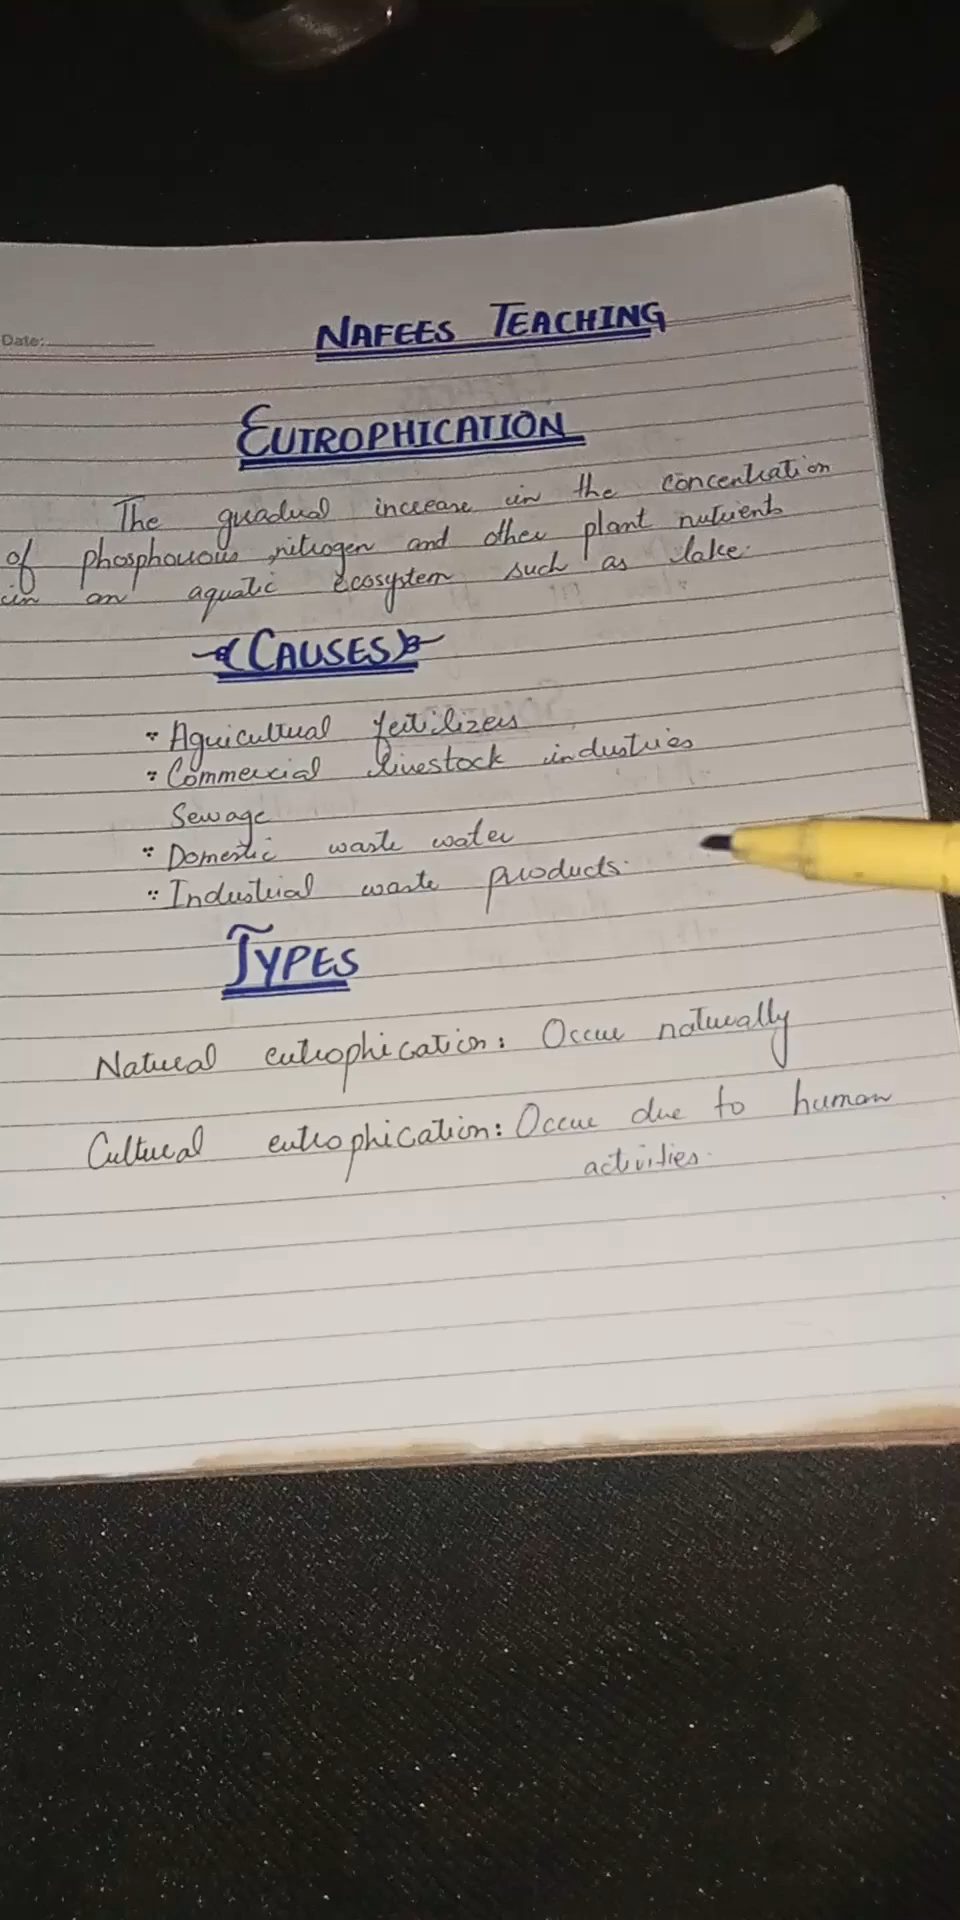 Date:
NAFEES TEACHING
EUTROPHICATION
The gradual increase in the concentration
of phosphorous, nitrogen and other plant nutrients
in an aquatic ecosystem such as lake.
CAUSES
Agricultural fertilizers
Commercial livestock industries
Sewage
Domestic waste water
Industrial waste products.
TYPES
Natural eutrophication: Occur naturally
Cultural eutrophication: Occur due to human
activities.